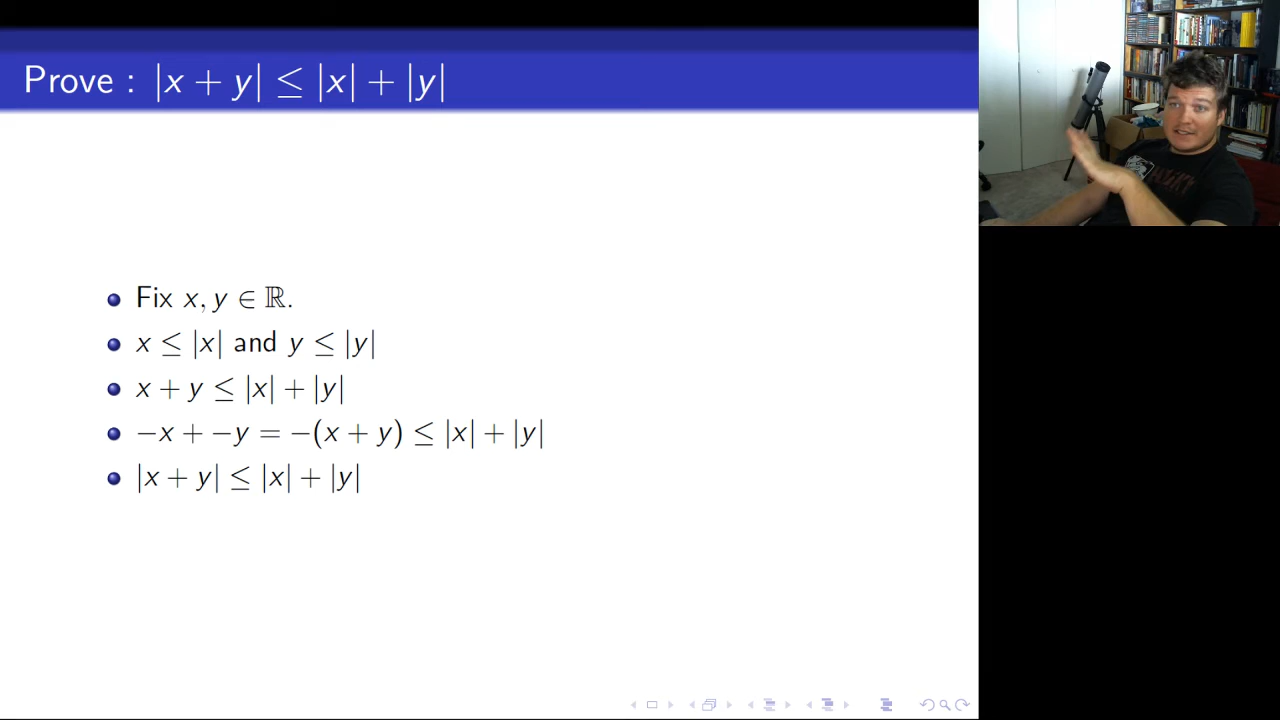 Prove : |x + y| ≤ |x| + |y|
Fix x, y ∈ ℝ.
x ≤ |x| and y ≤ |y|
x + y ≤ |x| + |y|
−x + −y = −(x + y) ≤ |x| + |y|
|x + y| ≤ |x| + |y|